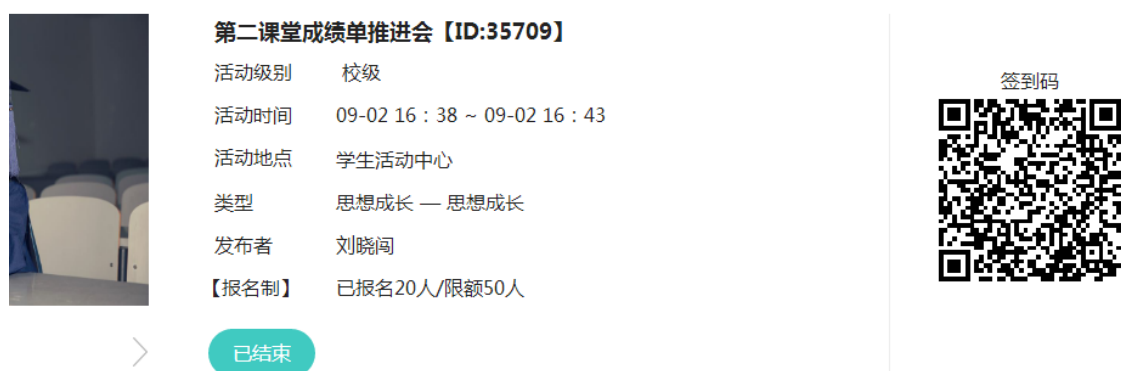 第二课堂成绩单推进会【ID:35709】
活动级别 校级
活动时间 09-02 16：38 ~ 09-02 16：43
活动地点 学生活动中心
类型 思想成长 — 思想成长
发布者 刘晓闯
【报名制】 已报名20人/限额50人
已结束
签到码